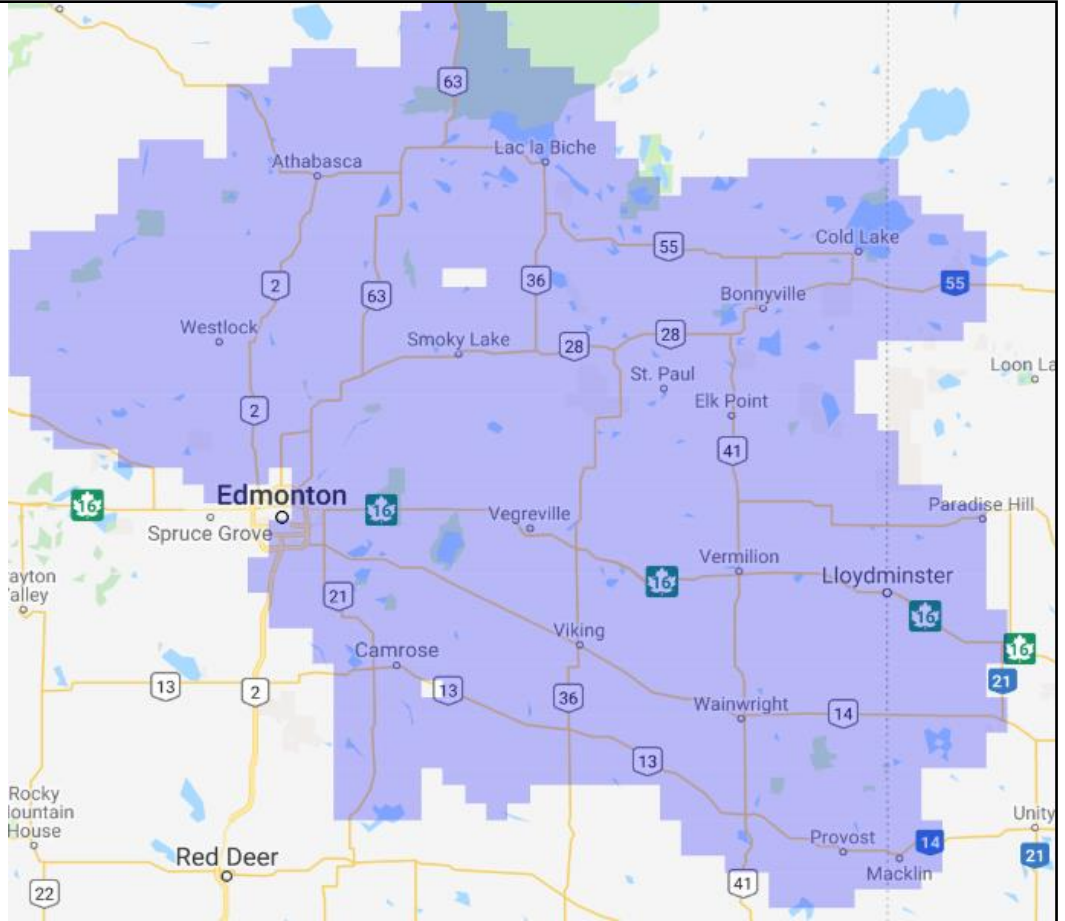 63
Lac la Biche
Athabasca
55
Cold Lake
2
63
36
55
Bonnyville
Westlock
Smoky Lake
28
28
Loon La
St. Paul
2
Elk Point
41
Edmonton
16
16
Vegreville
Paradise Hill
Spruce Grove
Vermilion
Lloydminster
ayton
alley
21
16
16
Viking
16
Camrose
13
2
13
36
21
Wainwright
14
13
Rocky
ountain
House
Unity
Provost
14
Red Deer
21
Macklin
22
41